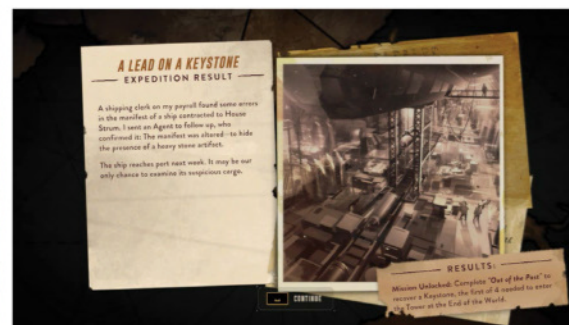 A LEAD ON A KEYSTONE
EXPEDITION RESULT
A shipping clerk on my payroll found some errors
in the manifest of a ship contracted to House
Strum. I sent an Agent to follow up, who
confirmed it: The manifest was altered—to hide
the presence of a heavy stone artifact.
The ship reaches port next week. It may be our
only chance to examine its suspicious cargo.
RESULTS:
Mission Unlocked: Complete "Out of the Past" to
recover a Keystone, the first of 4 needed to enter
the Tower at the End of the World.
CONTINUE